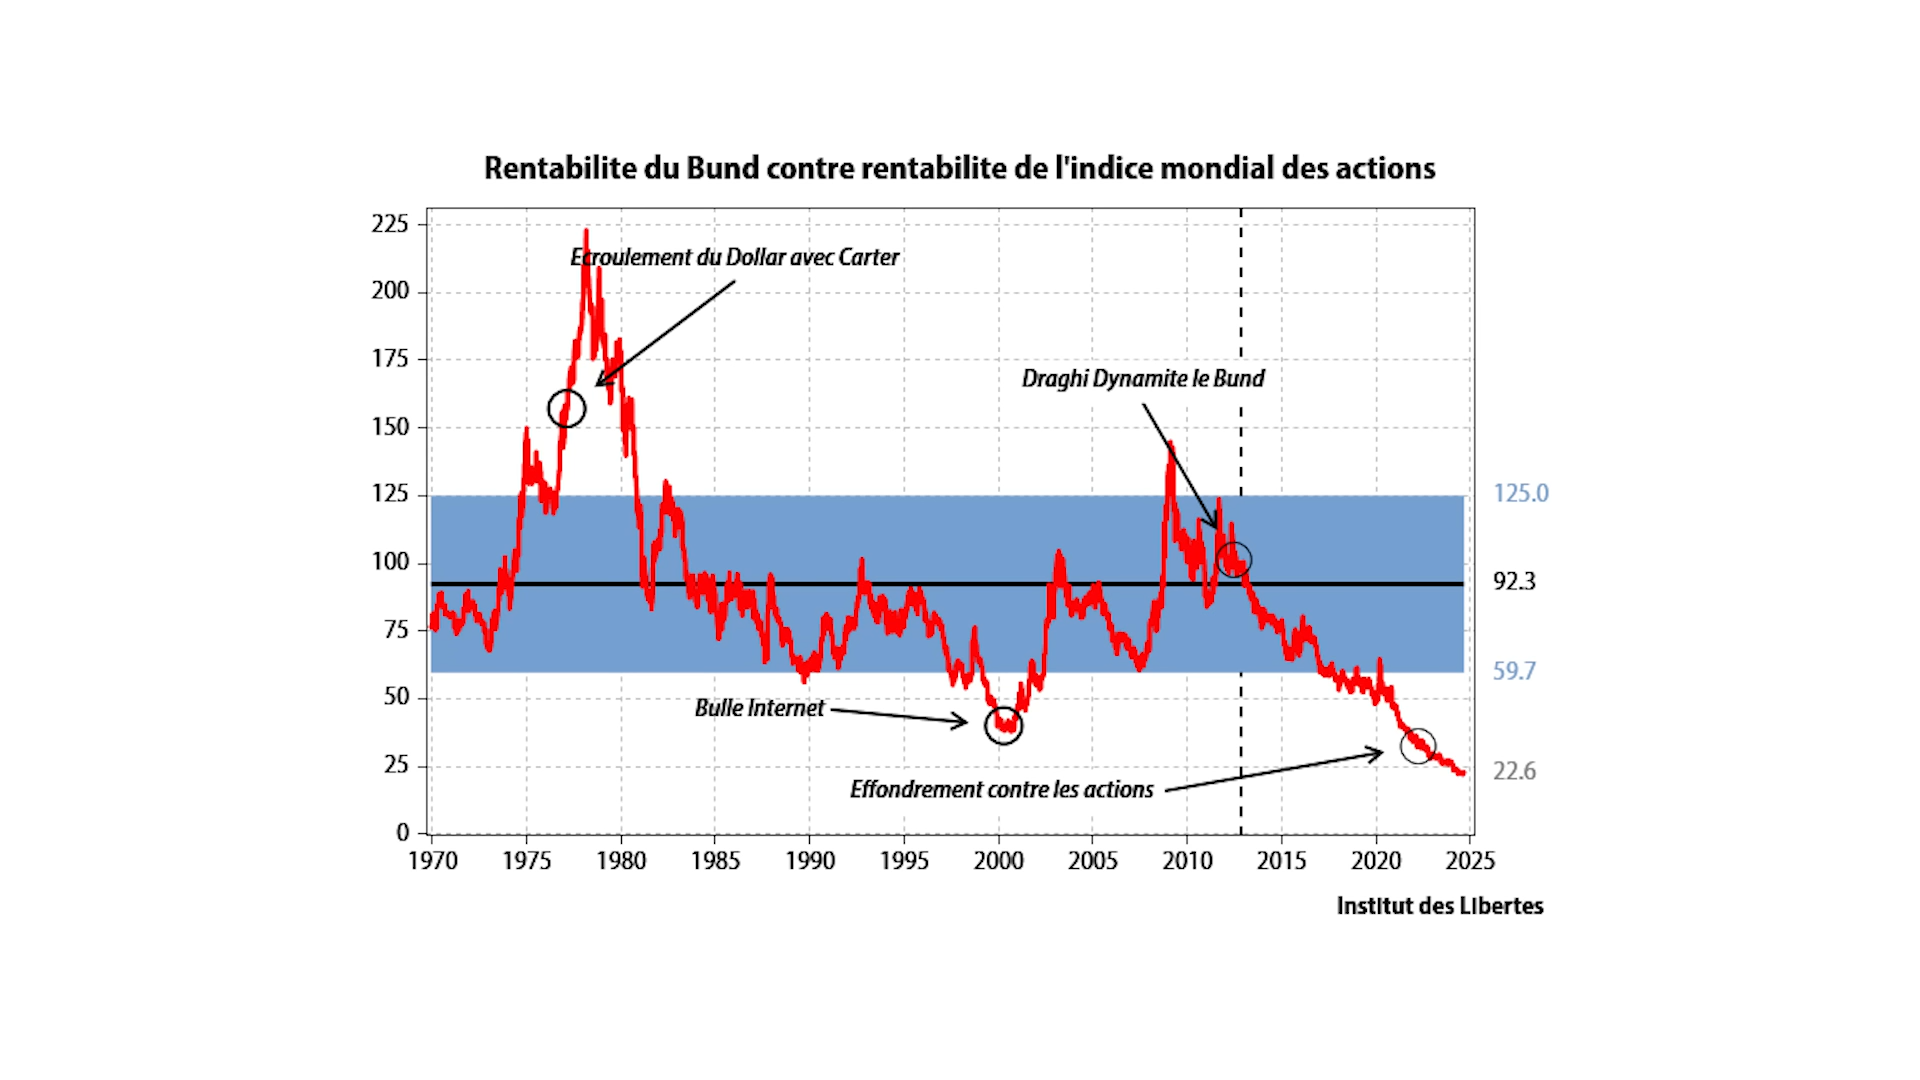 Rentabilite du Bund contre rentabilite de l'indice mondial des actions
225
Ecroulement du Dollar avec Carter
200
175
Draghi Dynamite le Bund
150
125
125.0
100
92.3
75
59.7
50
Bulle Internet
25
22.6
Effondrement contre les actions
0
1970 1975 1980 1985 1990 1995 2000 2005 2010 2015 2020 2025
Institut des Libertes